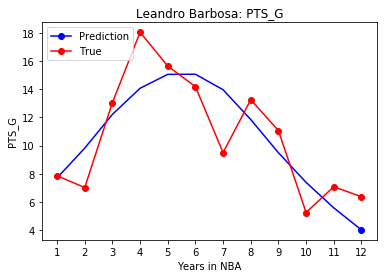 Leandro Barbosa: PTS_G
Prediction
True
PTS_G
18
16
14
12
10
8
6
4
1 2 3 4 5 6 7 8 9 10 11 12
Years in NBA